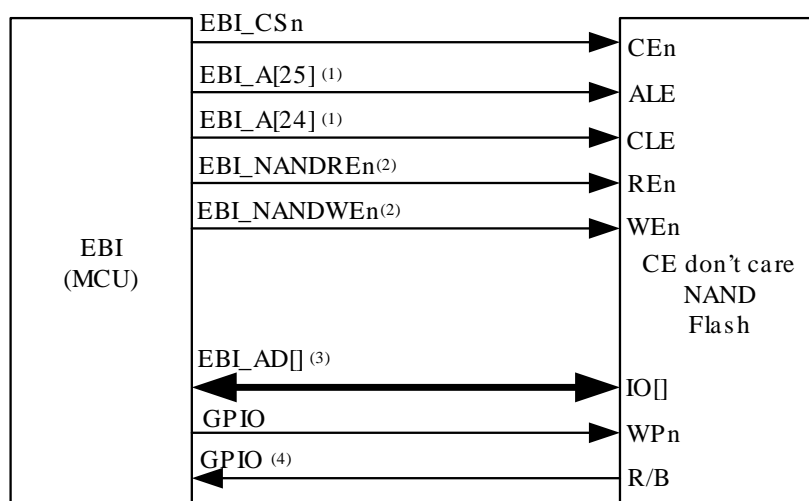 EBI_CSn
CEn
EBI_A[25] (1)
ALE
EBI_A[24] (1)
CLE
EBI_NANDREn(2)
REn
EBI_NANDWEn(2)
WEn
EBI
(MCU)
CE don't care
NAND
Flash
EBI_AD[] (3)
IO[]
GPIO
WPn
GPIO (4)
R/B